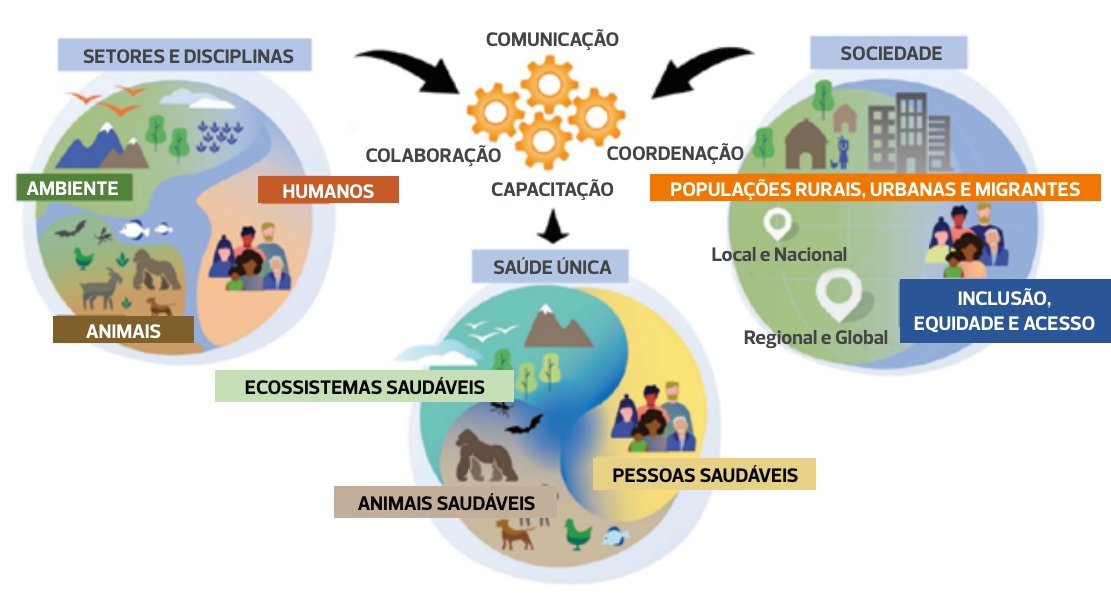 SETORES E DISCIPLINAS
AMBIENTE
HUMANOS
ANIMAIS
COMUNICAÇÃO
COLABORAÇÃO
COORDENAÇÃO
CAPACITAÇÃO
SOCIEDADE
POPULAÇÕES RURAIS, URBANAS E MIGRANTES
Local e Nacional
Regional e Global
INCLUSÃO,
EQUIDADE E ACESSO
SAÚDE ÚNICA
ECOSSISTEMAS SAUDÁVEIS
PESSOAS SAUDÁVEIS
ANIMAIS SAUDÁVEIS